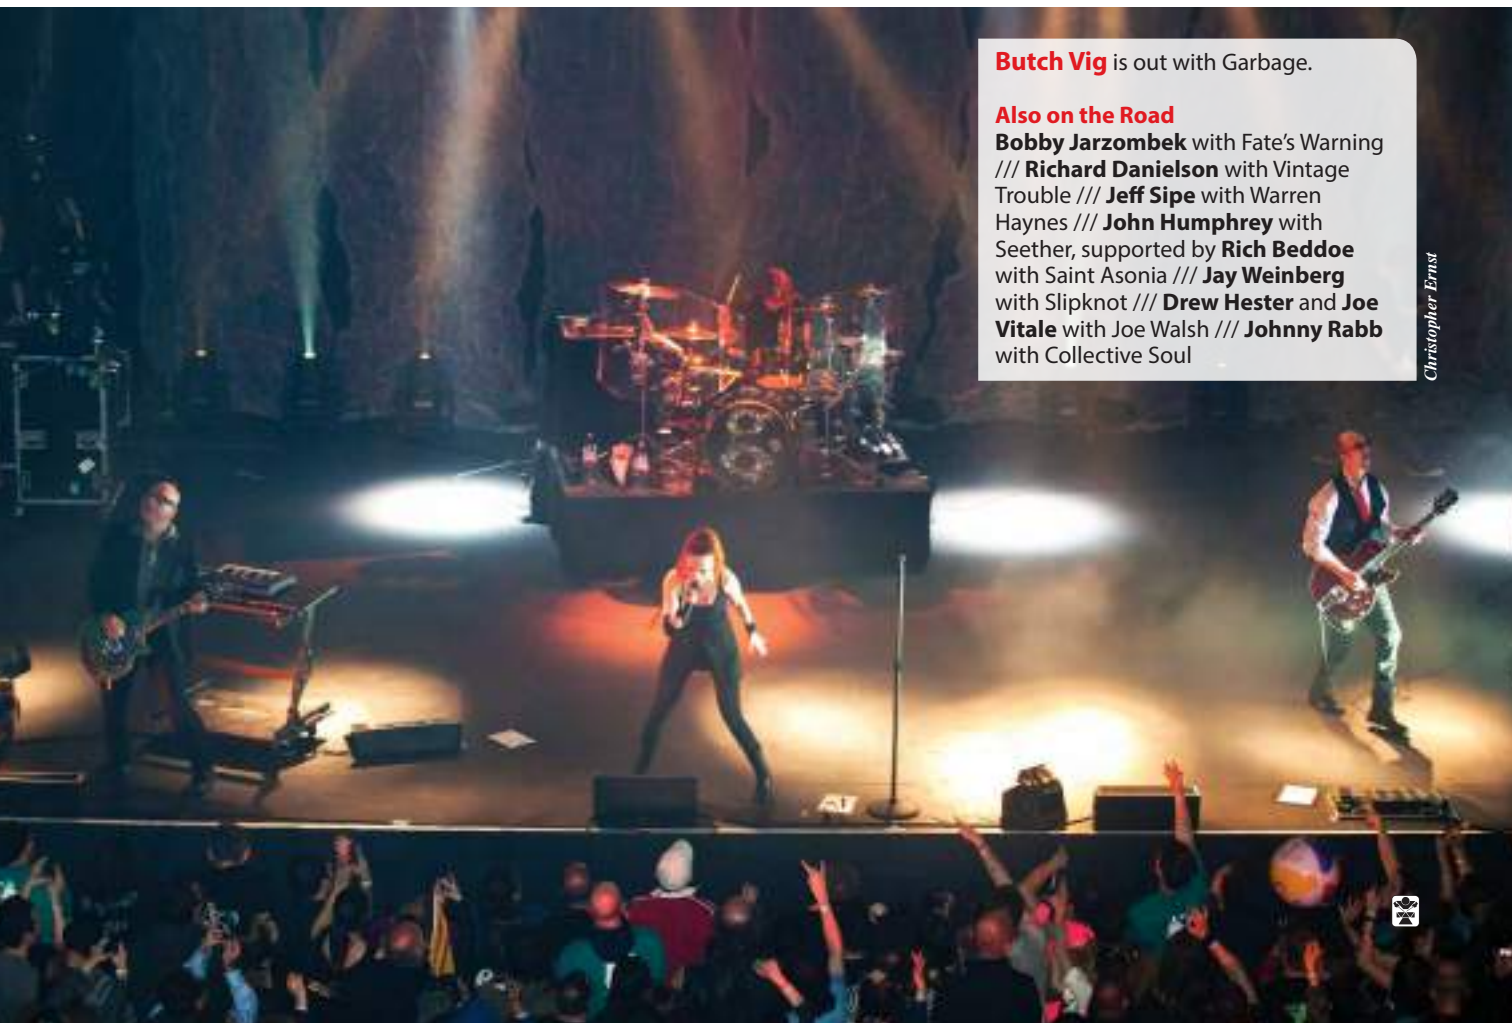 Butch Vig is out with Garbage.
Also on the Road
Bobby Jarzombek with Fate’s Warning
/// Richard Danielson with Vintage
Trouble /// Jeff Sipe with Warren
Haynes /// John Humphrey with
Seether, supported by Rich Beddoe
with Saint Asonia /// Jay Weinberg
with Slipknot /// Drew Hester and Joe
Vitale with Joe Walsh /// Johnny Rabb
with Collective Soul
Christopher Ernst